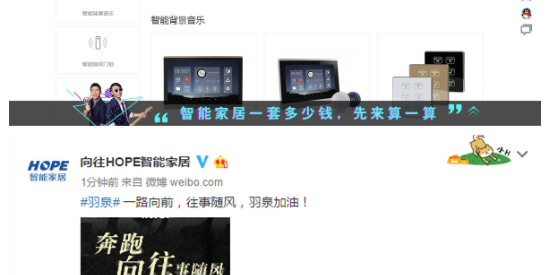 智能背景音乐
智能背景音乐
智能指纹门锁
“ 智能家居一套多少钱，先来算一算 ”
HOPE
智能家居
向往HOPE智能家居
1分钟前 来自 微博 weibo.com
#羽泉# 一路向前，往事随风，羽泉加油！
奔跑
向往事随风